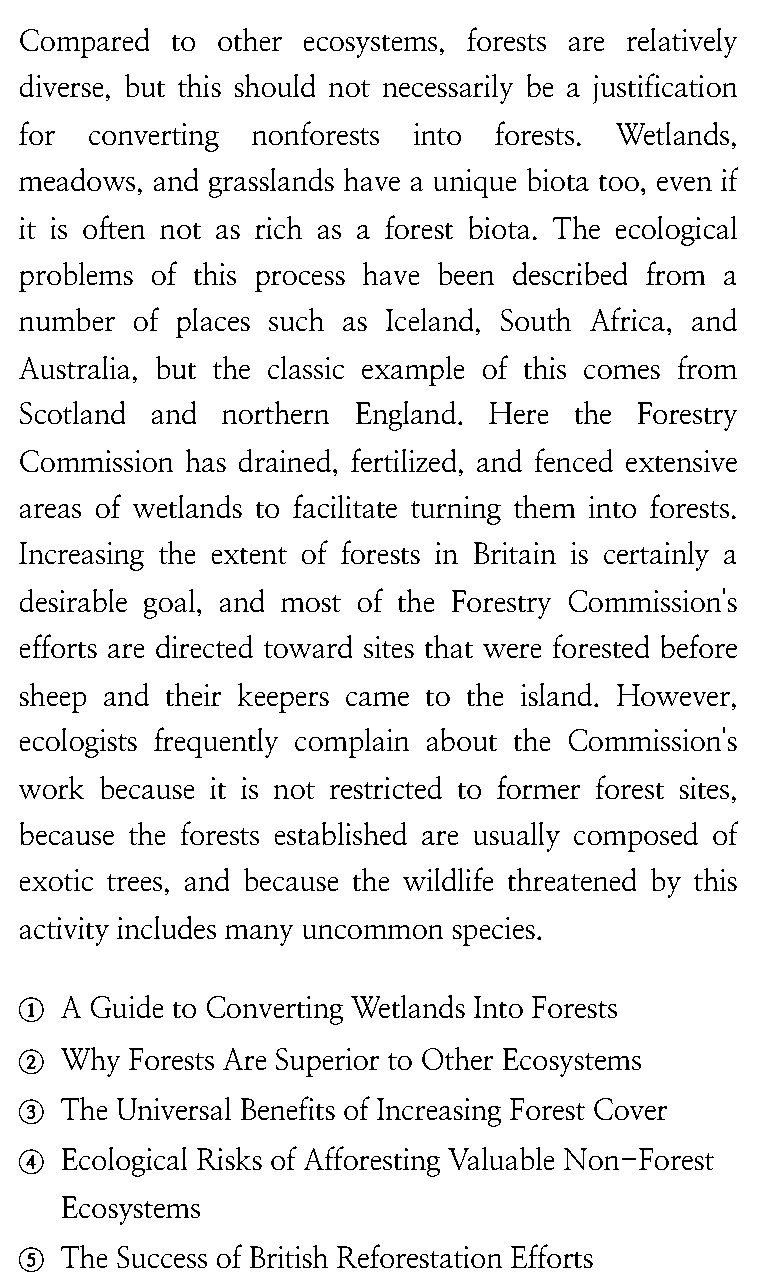 Compared to other ecosystems, forests are relatively
diverse, but this should not necessarily be a justification
for converting nonforests into forests. Wetlands,
meadows, and grasslands have a unique biota too, even if
it is often not as rich as a forest biota. The ecological
problems of this process have been described from a
number of places such as Iceland, South Africa, and
Australia, but the classic example of this comes from
Scotland and northern England. Here the Forestry
Commission has drained, fertilized, and fenced extensive
areas of wetlands to facilitate turning them into forests.
Increasing the extent of forests in Britain is certainly a
desirable goal, and most of the Forestry Commission's
efforts are directed toward sites that were forested before
sheep and their keepers came to the island. However,
ecologists frequently complain about the Commission's
work because it is not restricted to former forest sites,
because the forests established are usually composed of
exotic trees, and because the wildlife threatened by this
activity includes many uncommon species.
① A Guide to Converting Wetlands Into Forests
② Why Forests Are Superior to Other Ecosystems
③ The Universal Benefits of Increasing Forest Cover
④ Ecological Risks of Afforesting Valuable Non-Forest
Ecosystems
⑤ The Success of British Reforestation Efforts